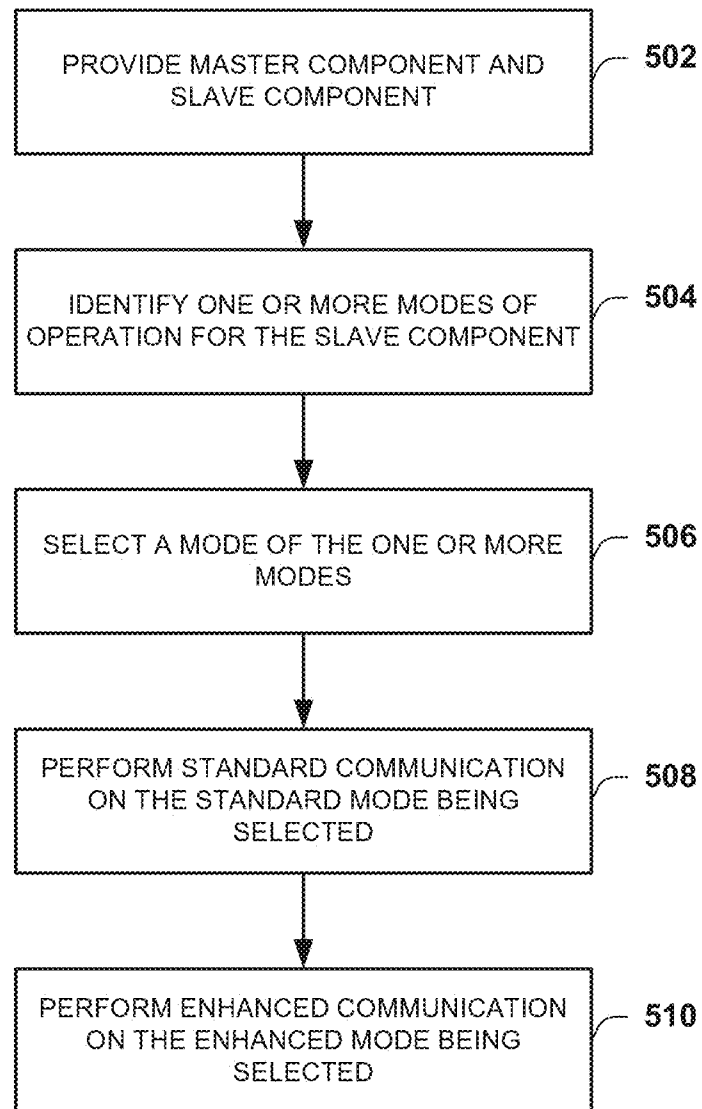 PROVIDE MASTER COMPONENT AND
SLAVE COMPONENT
502
IDENTIFY ONE OR MORE MODES OF
OPERATION FOR THE SLAVE COMPONENT
504
SELECT A MODE OF THE ONE OR MORE
MODES
506
PERFORM STANDARD COMMUNICATION
ON THE STANDARD MODE BEING
SELECTED
508
PERFORM ENHANCED COMMUNICATION
ON THE ENHANCED MODE BEING
SELECTED
510